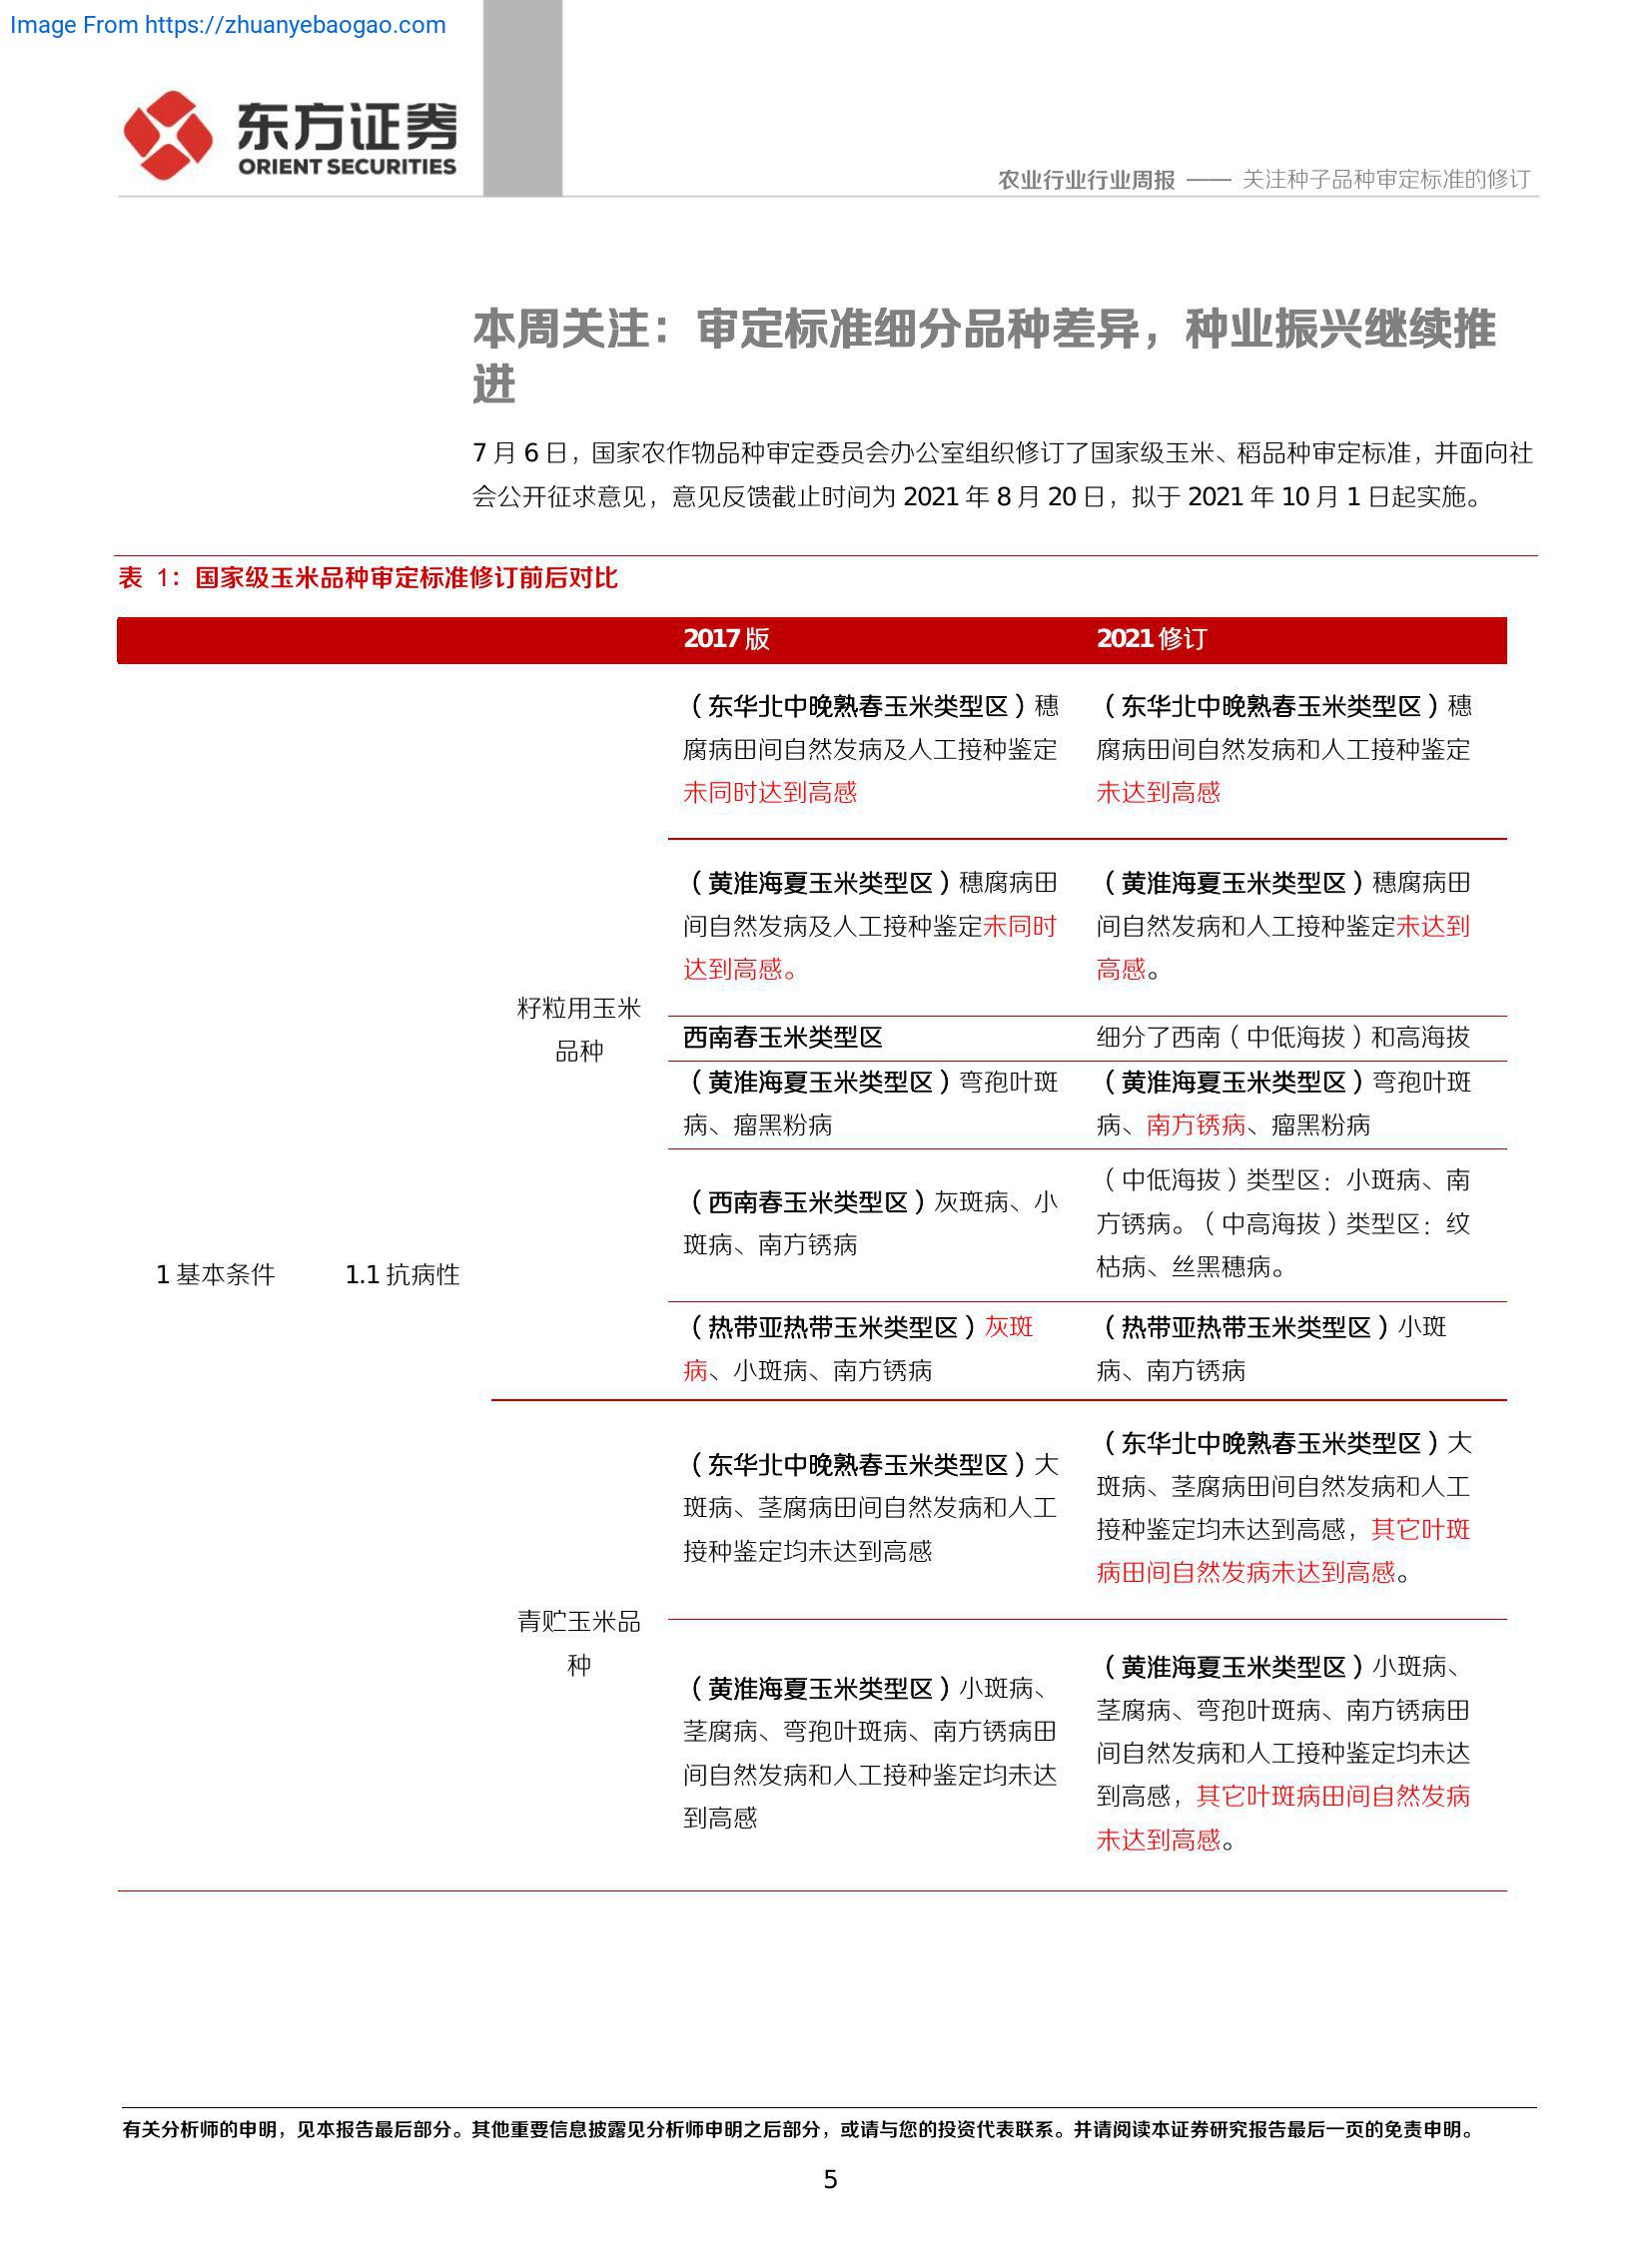 Image From https://zhuanyebaogao.com
东方证券
ORIENT SECURITIES
农业行业行业周报 —— 关注种子品种审定标准的修订
本周关注：审定标准细分品种差异，种业振兴继续推
进
7 月 6 日，国家农作物品种审定委员会办公室组织修订了国家级玉米、稻品种审定标准，并面向社
会公开征求意见，意见反馈截止时间为 2021 年 8 月 20 日，拟于 2021 年 10 月 1 日起实施。
表 1：国家级玉米品种审定标准修订前后对比
2017 版
2021 修订
1 基本条件
1.1 抗病性
籽粒用玉米
品种
（东华北中晚熟春玉米类型区）穗
腐病田间自然发病及人工接种鉴定
未同时达到高感
（东华北中晚熟春玉米类型区）穗
腐病田间自然发病和人工接种鉴定
未达到高感
（黄淮海夏玉米类型区）穗腐病田
间自然发病及人工接种鉴定未同时
达到高感。
（黄淮海夏玉米类型区）穗腐病田
间自然发病和人工接种鉴定未达到
高感。
西南春玉米类型区
细分了西南（中低海拔）和高海拔
（黄淮海夏玉米类型区）弯孢叶斑
病、瘤黑粉病
（黄淮海夏玉米类型区）弯孢叶斑
病、南方锈病、瘤黑粉病
（西南春玉米类型区）灰斑病、小
斑病、南方锈病
（中低海拔）类型区：小斑病、南
方锈病。（中高海拔）类型区：纹
枯病、丝黑穗病。
（热带亚热带玉米类型区）灰斑
病、小斑病、南方锈病
（热带亚热带玉米类型区）小斑
病、南方锈病
青贮玉米品
种
（东华北中晚熟春玉米类型区）大
斑病、茎腐病田间自然发病和人工
接种鉴定均未达到高感
（东华北中晚熟春玉米类型区）大
斑病、茎腐病田间自然发病和人工
接种鉴定均未达到高感，其它叶斑
病田间自然发病未达到高感。
（黄淮海夏玉米类型区）小斑病、
茎腐病、弯孢叶斑病、南方锈病田
间自然发病和人工接种鉴定均未达
到高感
（黄淮海夏玉米类型区）小斑病、
茎腐病、弯孢叶斑病、南方锈病田
间自然发病和人工接种鉴定均未达
到高感，其它叶斑病田间自然发病
未达到高感。
有关分析师的申明，见本报告最后部分。其他重要信息披露见分析师申明之后部分，或请与您的投资代表联系。并请阅读本证券研究报告最后一页的免责申明。
5